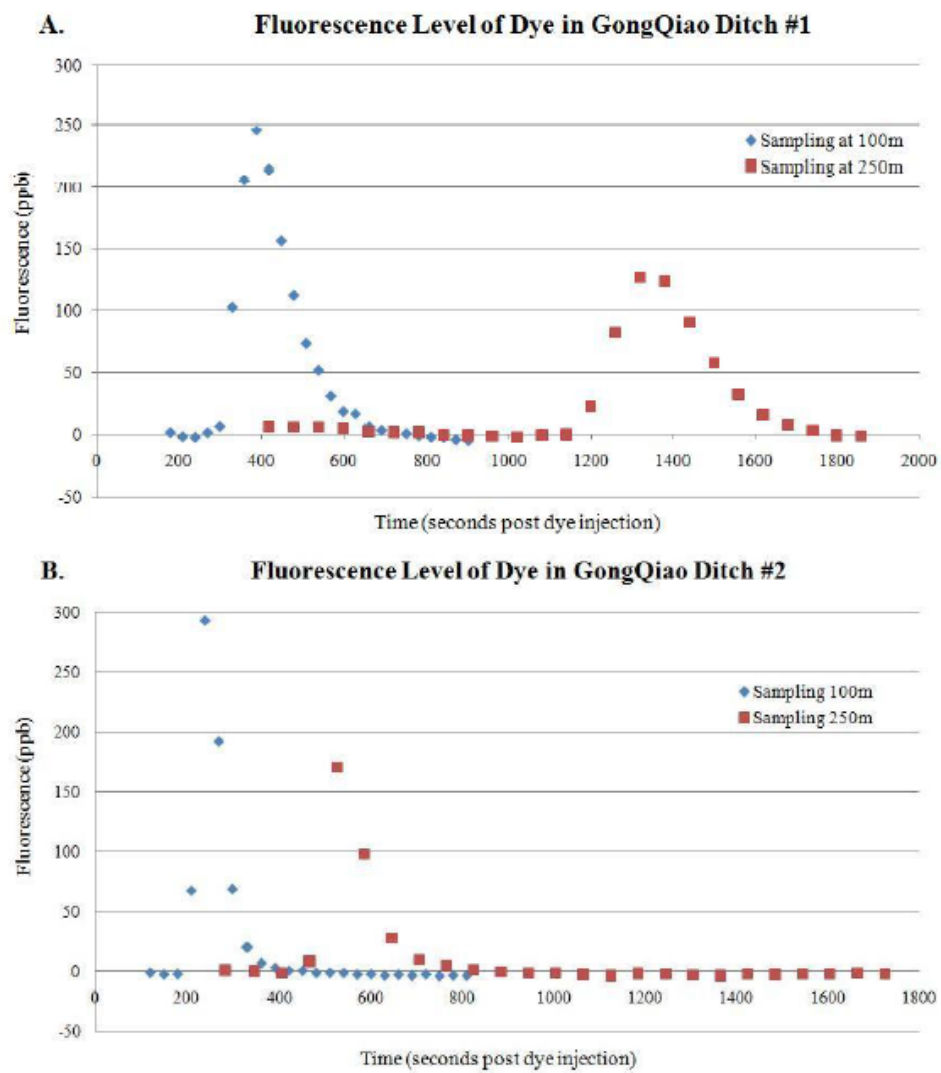 A. Fluorescence Level of Dye in GongQiao Ditch #1
300
250
200
150
100
50
0
-50
Fluorescence (ppb)
Sampling at 100m
Sampling at 250m
0 200 400 600 800 1000 1200 1400 1600 1800 2000
Time (seconds post dye injection)
B. Fluorescence Level of Dye in GongQiao Ditch #2
300
250
200
150
100
50
0
-50
Fluorescence (ppb)
Sampling 100m
Sampling 250m
0 200 400 600 800 1000 1200 1400 1600 1800
Time (seconds post dye injection)